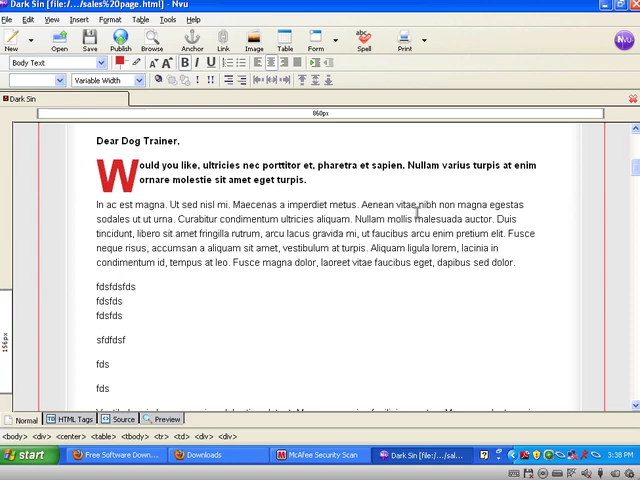 Dark Sin [file:/.../sales%20page.html] - Nvu
File Edit View Insert Format Table Tools Help
New Open Save Publish Browse Anchor Link Image Table Form Spell Print
NVU
Body Text A A B I U
Variable Width ! !!
Dark Sin
860px
Dear Dog Trainer,
Would you like, ultricies nec porttitor et, pharetra et sapien. Nullam varius turpis at enim
ornare molestie sit amet eget turpis.
In ac est magna. Ut sed nisl mi. Maecenas a imperdiet metus. Aenean vitae nibh non magna egestas
sodales ut ut urna. Curabitur condimentum ultricies aliquam. Nullam mollis malesuada auctor. Duis
tincidunt, libero sit amet fringilla rutrum, arcu lacus gravida mi, ut faucibus arcu enim pretium elit. Fusce
neque risus, accumsan a aliquam sit amet, vestibulum at turpis. Aliquam ligula lorem, lacinia in
condimentum id, tempus at leo. Fusce magna dolor, laoreet vitae faucibus eget, dapibus sed dolor.
fdsfdsfds
fdsfds
fdsfds
sfdfdsf
fds
fds
156px
Normal HTML Tags Source Preview
<body> <div> <center> <table> <tbody> <tr> <td> <div> <div>
start Free Software Down... Downloads McAfee Security Scan Dark Sin [file:/.../sal... 3:38 PM